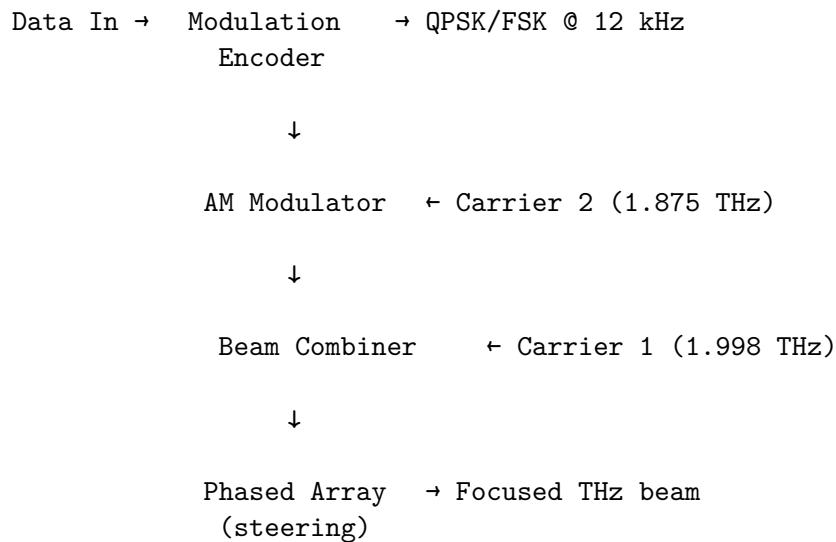 Data In → Modulation → QPSK/FSK @ 12 kHz
Encoder
↓
AM Modulator ← Carrier 2 (1.875 THz)
↓
Beam Combiner ← Carrier 1 (1.998 THz)
↓
Phased Array → Focused THz beam
(steering)